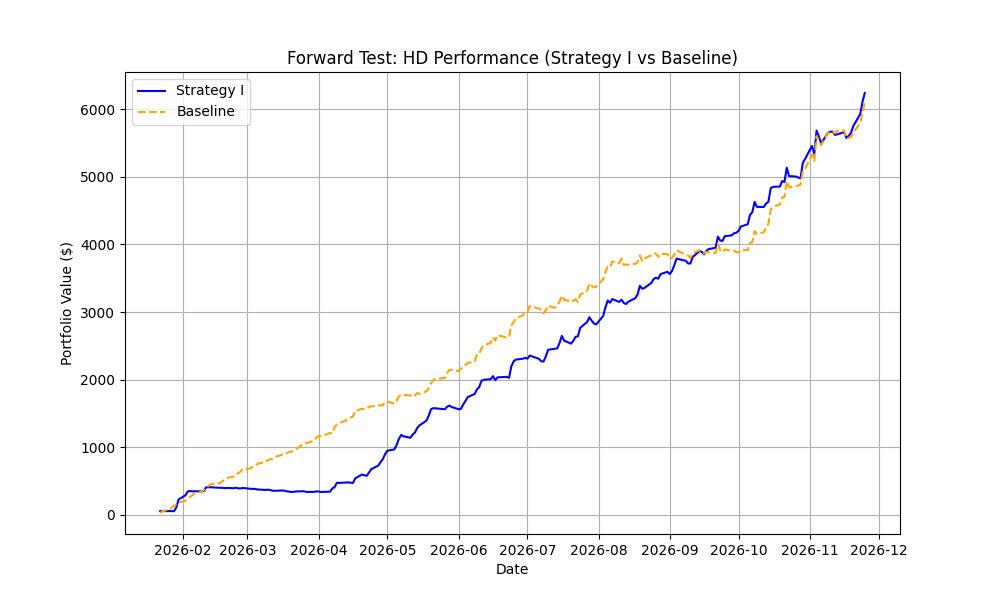 Forward Test: HD Performance (Strategy I vs Baseline)
Strategy I
Baseline
Portfolio Value ($)
6000
5000
4000
3000
2000
1000
0
2026-02 2026-03 2026-04 2026-05 2026-06 2026-07 2026-08 2026-09 2026-10 2026-11 2026-12
Date